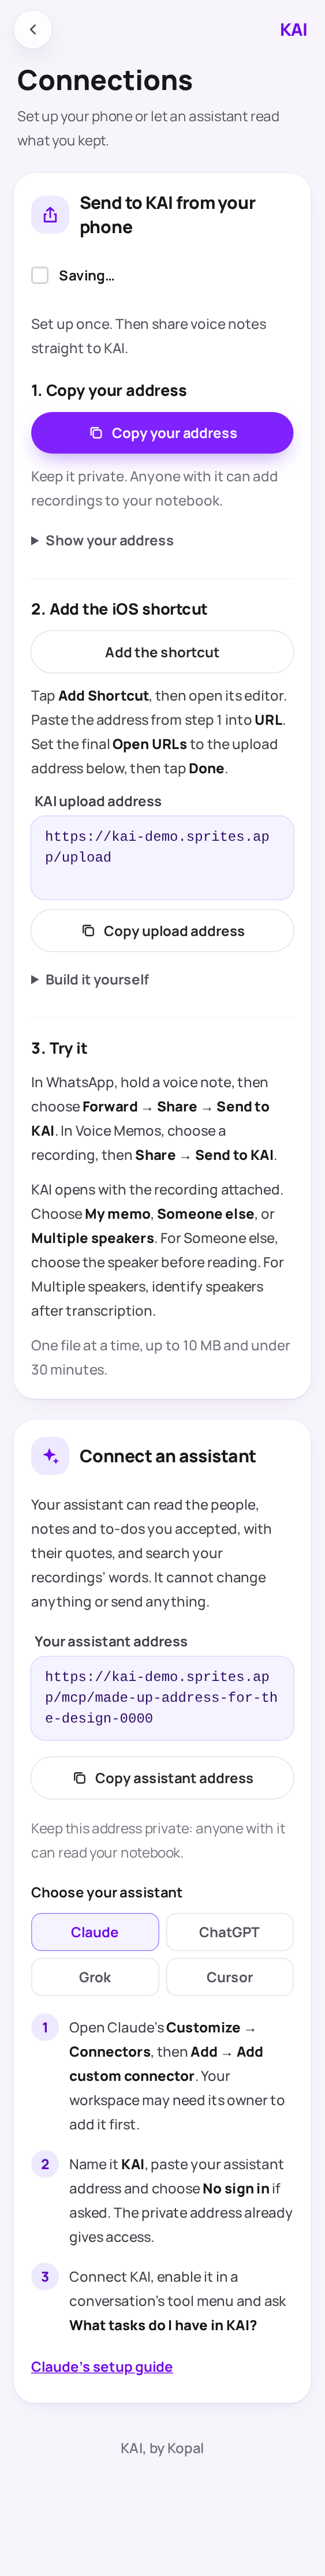 KAI
Connections
Set up your phone or let an assistant read
what you kept.
Send to KAI from your
phone
Saving…
Set up once. Then share voice notes
straight to KAI.
1. Copy your address
Copy your address
Keep it private. Anyone with it can add
recordings to your notebook.
Show your address
2. Add the iOS shortcut
Add the shortcut
Tap Add Shortcut, then open its editor.
Paste the address from step 1 into URL.
Set the final Open URLs to the upload
address below, then tap Done.
KAI upload address
https://kai-demo.sprites.ap
p/upload
Copy upload address
Build it yourself
3. Try it
In WhatsApp, hold a voice note, then
choose Forward → Share → Send to
KAI. In Voice Memos, choose a
recording, then Share → Send to KAI.
KAI opens with the recording attached.
Choose My memo, Someone else, or
Multiple speakers. For Someone else,
choose the speaker before reading. For
Multiple speakers, identify speakers
after transcription.
One file at a time, up to 10 MB and under
30 minutes.
Connect an assistant
Your assistant can read the people,
notes and to-dos you accepted, with
their quotes, and search your
recordings’ words. It cannot change
anything or send anything.
Your assistant address
https://kai-demo.sprites.ap
p/mcp/made-up-address-for-th
e-design-0000
Copy assistant address
Keep this address private: anyone with it
can read your notebook.
Choose your assistant
Claude
ChatGPT
Grok
Cursor
1 Open Claude’s Customize →
Connectors, then Add → Add
custom connector. Your
workspace may need its owner to
add it first.
2 Name it KAI, paste your assistant
address and choose No sign in if
asked. The private address already
gives access.
3 Connect KAI, enable it in a
conversation’s tool menu and ask
What tasks do I have in KAI?
Claude’s setup guide
KAI, by Kopal